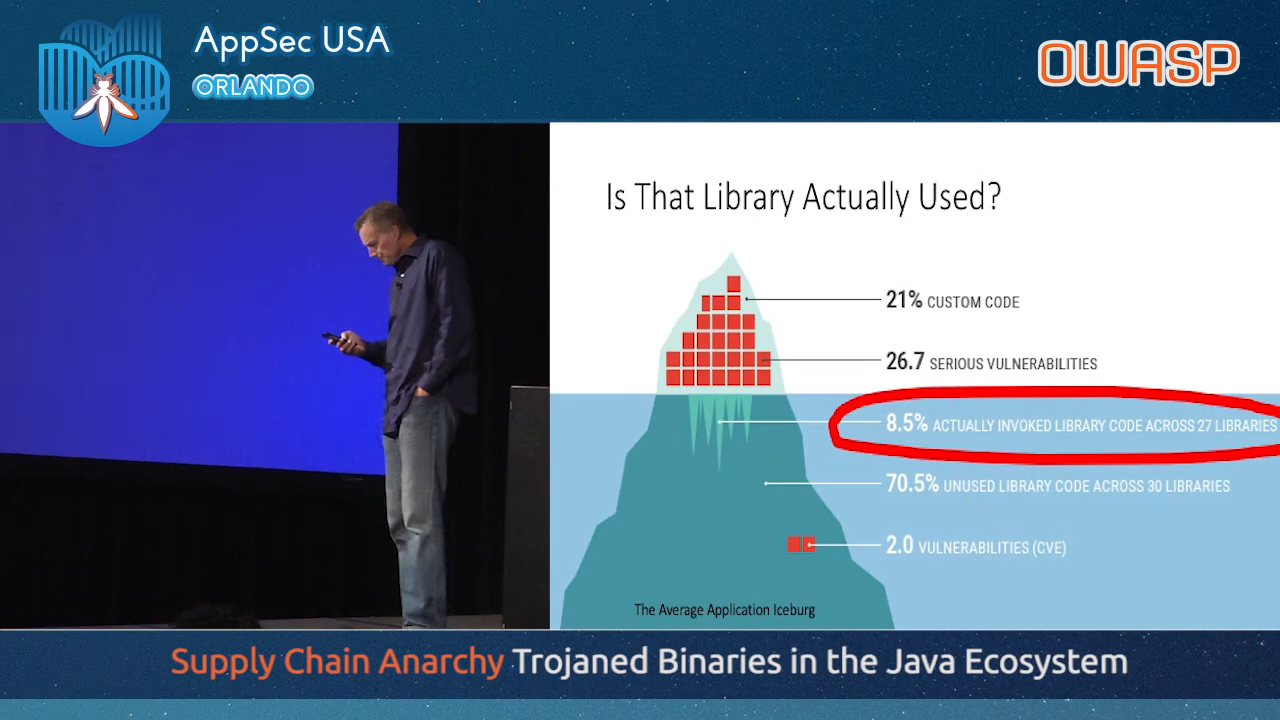 AppSec USA
ORLANDO
OWASP
Is That Library Actually Used?
21% CUSTOM CODE
26.7 SERIOUS VULNERABILITIES
8.5% ACTUALLY INVOKED LIBRARY CODE ACROSS 27 LIBRARIES
70.5% UNUSED LIBRARY CODE ACROSS 30 LIBRARIES
2.0 VULNERABILITIES (CVE)
The Average Application Iceburg
Supply Chain Anarchy Trojaned Binaries in the Java Ecosystem